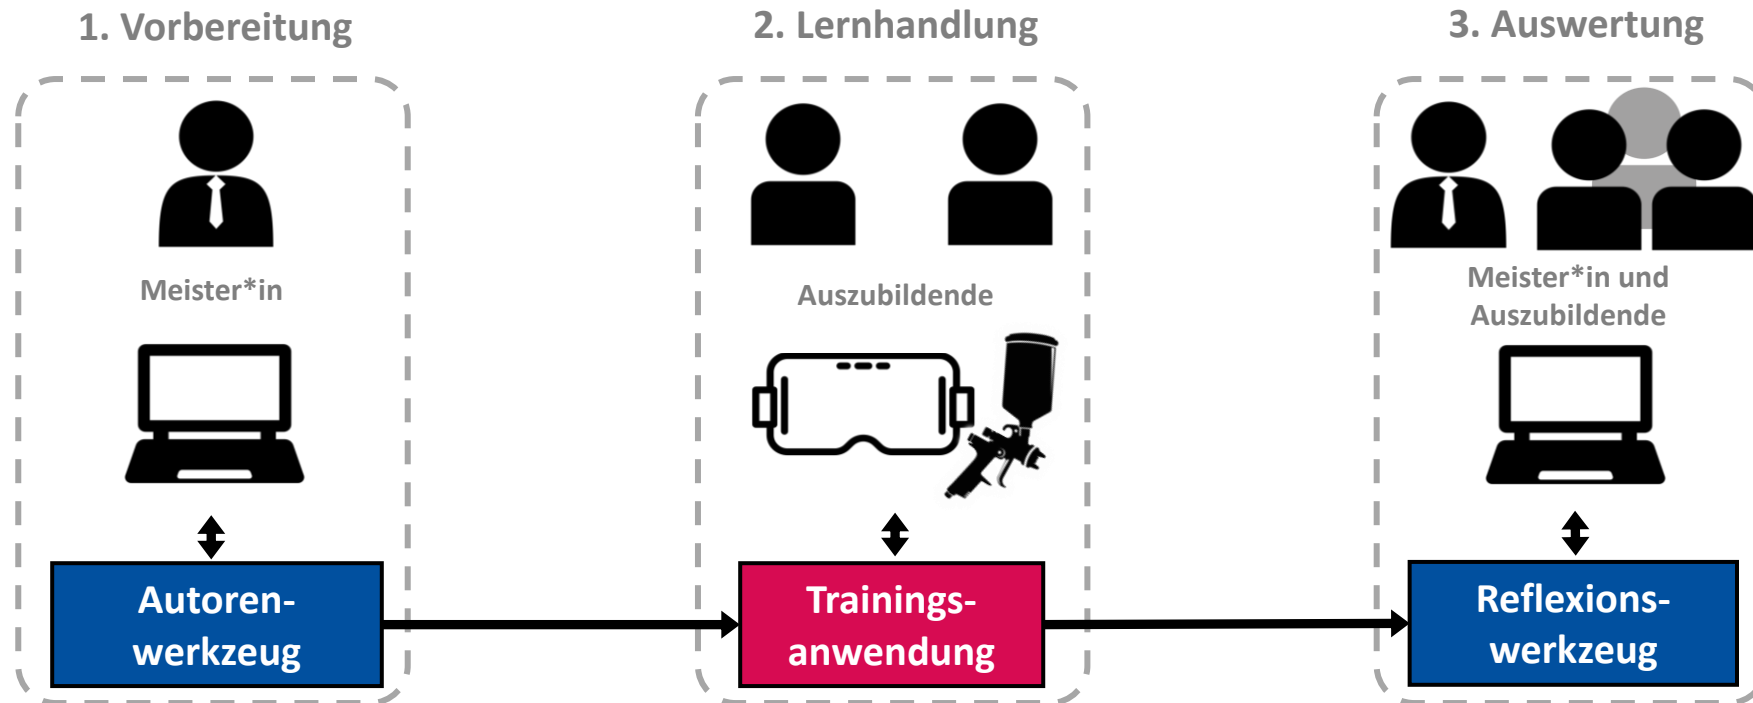 1. Vorbereitung
2. Lernhandlung
3. Auswertung
Meister*in
Auszubildende
Meister*in und
Auszubildende
Autoren-
werkzeug
Trainings-
anwendung
Reflexions-
werkzeug